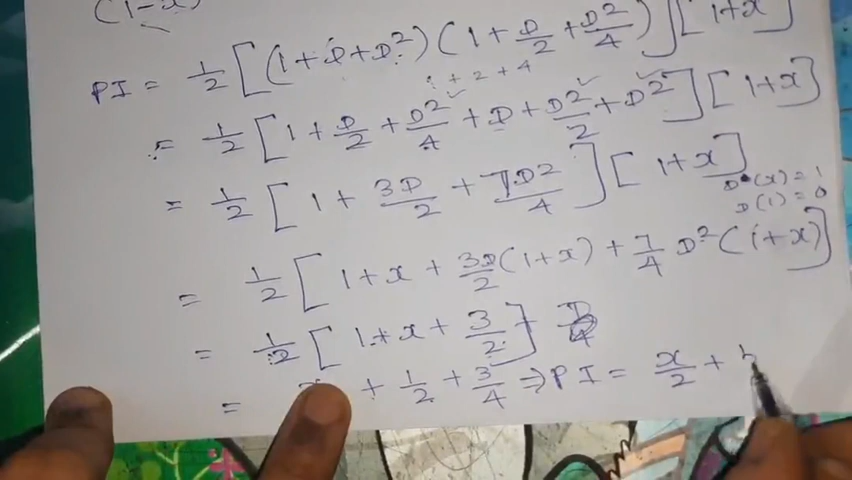 (1-x)
PI = 1/2 [(1+D+D²)(1+D/2+D²/4)][1+x]
1+2+4
= 1/2 [1+D/2+D²/4+D+D²/2+D²][1+x]
= 1/2 [1+3D/2+7D²/4][1+x]
D(x)=1
D(1)=0
= 1/2 [1+x+3D/2(1+x)+7/4 D²(1+x)]
= 1/2 [1+x+3/2]
= + 1/2 + 3/4 ⇒ PI = x/2 +